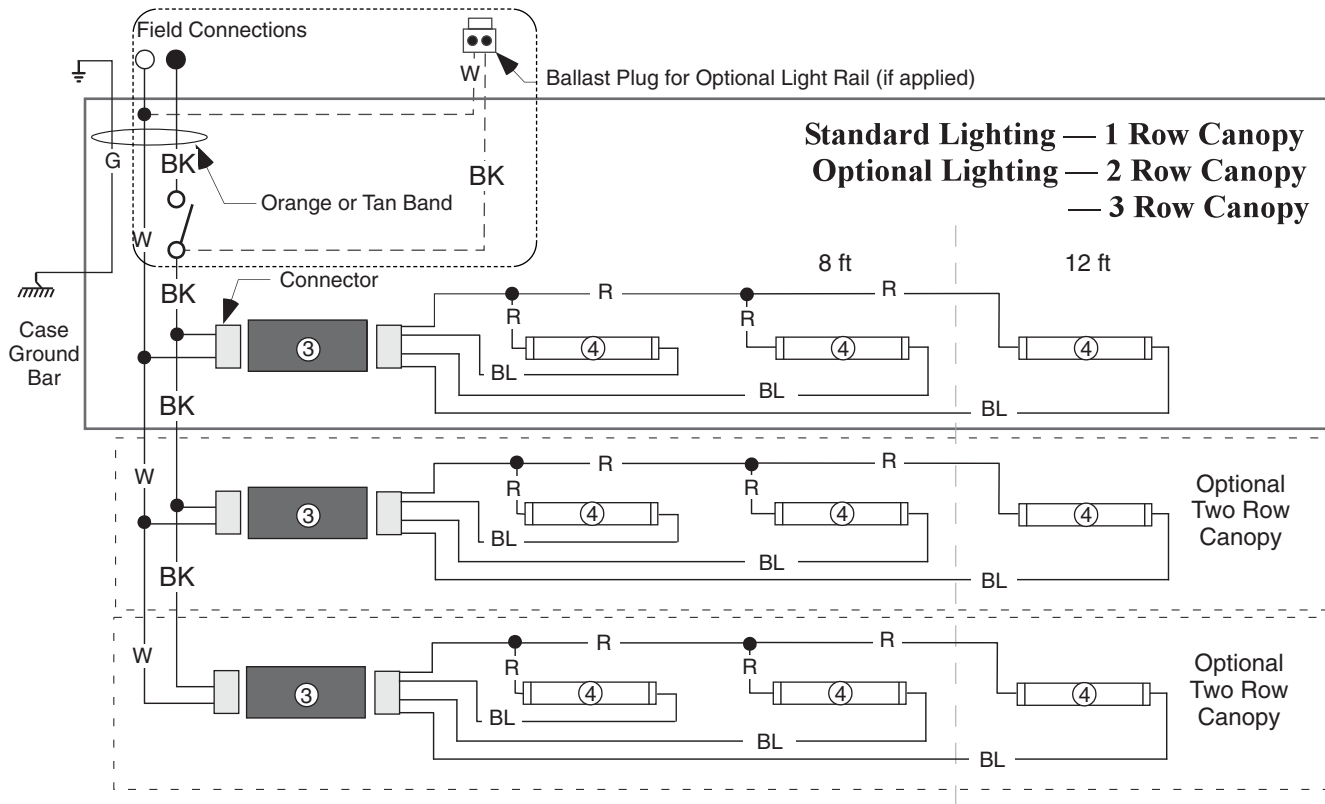 Field Connections
W
Ballast Plug for Optional Light Rail (if applied)
Standard Lighting — 1 Row Canopy
Optional Lighting — 2 Row Canopy
— 3 Row Canopy
G
BK
BK
Orange or Tan Band
W
8 ft
12 ft
Connector
BK
R
R
Case
Ground
Bar
3
R
4
R
4
4
BL
BL
BL
BK
W
R
R
3
R
4
R
4
4
Optional
Two Row
Canopy
BL
BL
BL
BK
W
R
R
3
R
4
R
4
4
Optional
Two Row
Canopy
BL
BL
BL